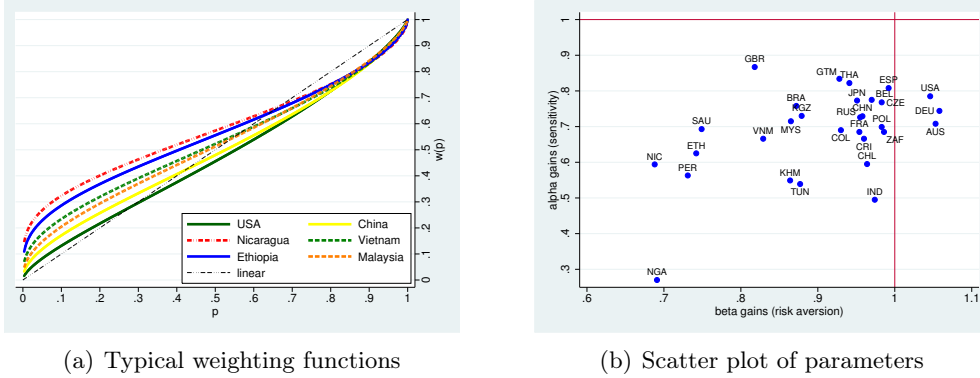 0 .1 .2 .3 .4 .5 .6 .7 .8 .9 1
w(p)
USA
China
Nicaragua
Vietnam
Ethiopia
Malaysia
linear
0 .1 .2 .3 .4 .5 .6 .7 .8 .9 1
p
(a) Typical weighting functions
alpha gains (sensitivity)
.3 .4 .5 .6 .7 .8 .9 1
GBR
GTM
THA
ESP
USA
BRA
JPN
BEL
CZE
DEU
KGZ
CHN
RUS
POL
AUS
SAU
MYS
FRA
ETH
VNM
COL
ZAF
CRI
NIC
PER
CHL
KHM
TUN
IND
NGA
.6 .7 .8 .9 1 1.1
beta gains (risk aversion)
(b) Scatter plot of parameters